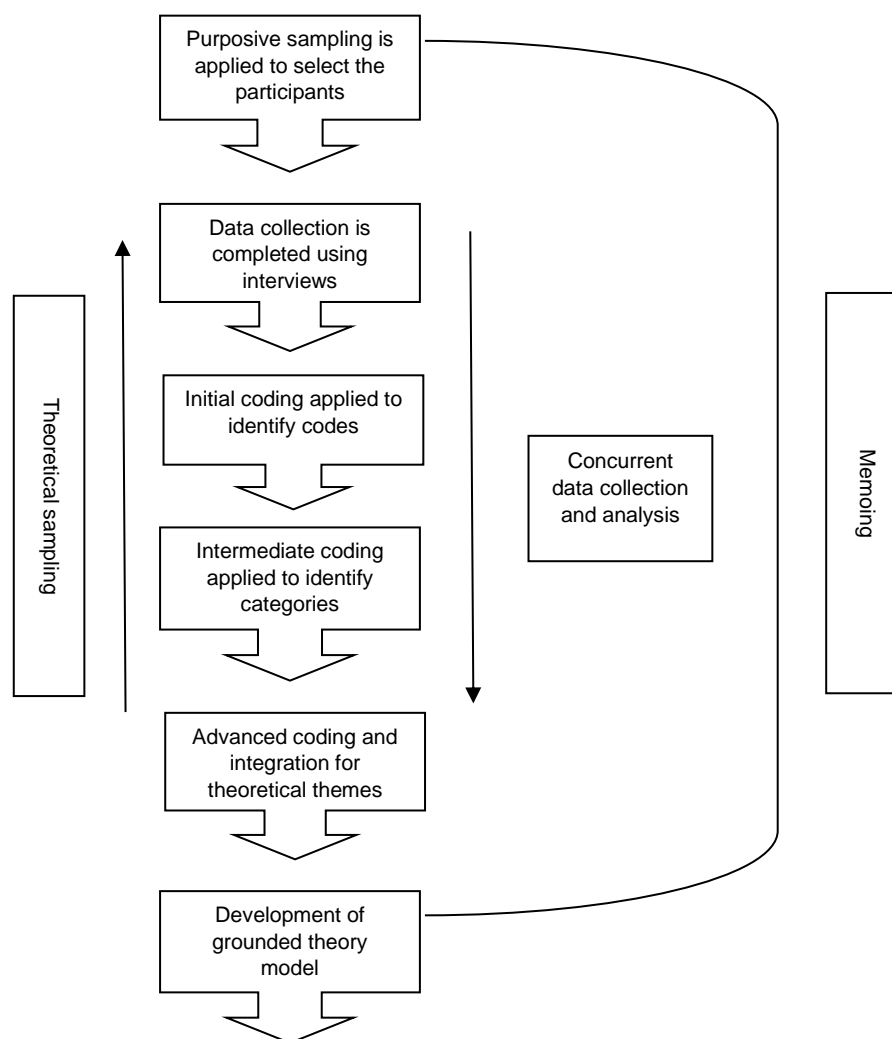 Purposive sampling is
applied to select the
participants
Data collection is
completed using
interviews
Initial coding applied to
identify codes
Theoretical sampling
Concurrent
data collection
and analysis
Memoing
Intermediate coding
applied to identify
categories
Advanced coding and
integration for
theoretical themes
Development of
grounded theory
model